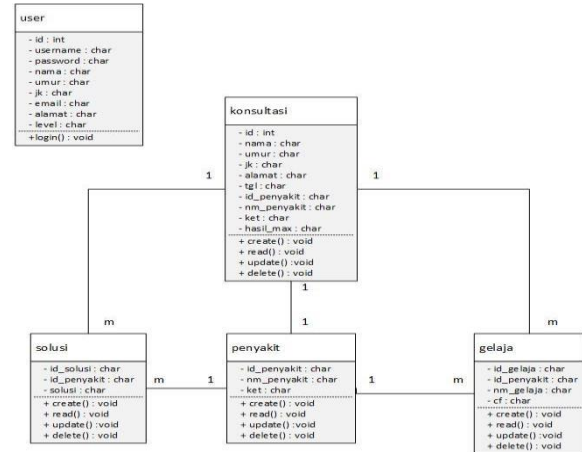 user
- id : int
- username : char
- password : char
- nama : char
- umur : char
- jk : char
- email : char
- alamat : char
- level : char
+login() : void
konsultasi
- id : int
- nama : char
- umur : char
- jk : char
- alamat : char
- tgl : char
- id_penyakit : char
- nm_penyakit : char
- ket : char
- hasil_max : char
+ create() : void
+ read() : void
+ update() :void
+ delete() : void
1
1
1
m
1
m
solusi
- id_solusi : char
- id_penyakit : char
- solusi : char
+ create() : void
+ read() : void
+ update() :void
+ delete() : void
m
1
penyakit
- id_penyakit : char
- nm_penyakit : char
- ket : char
+ create() : void
+ read() : void
+ update() :void
+ delete() : void
1
m
gelaja
- id_gelaja : char
- id_penyakit : char
- nm_gelaja : char
- cf : char
+ create() : void
+ read() : void
+ update() :void
+ delete() : void